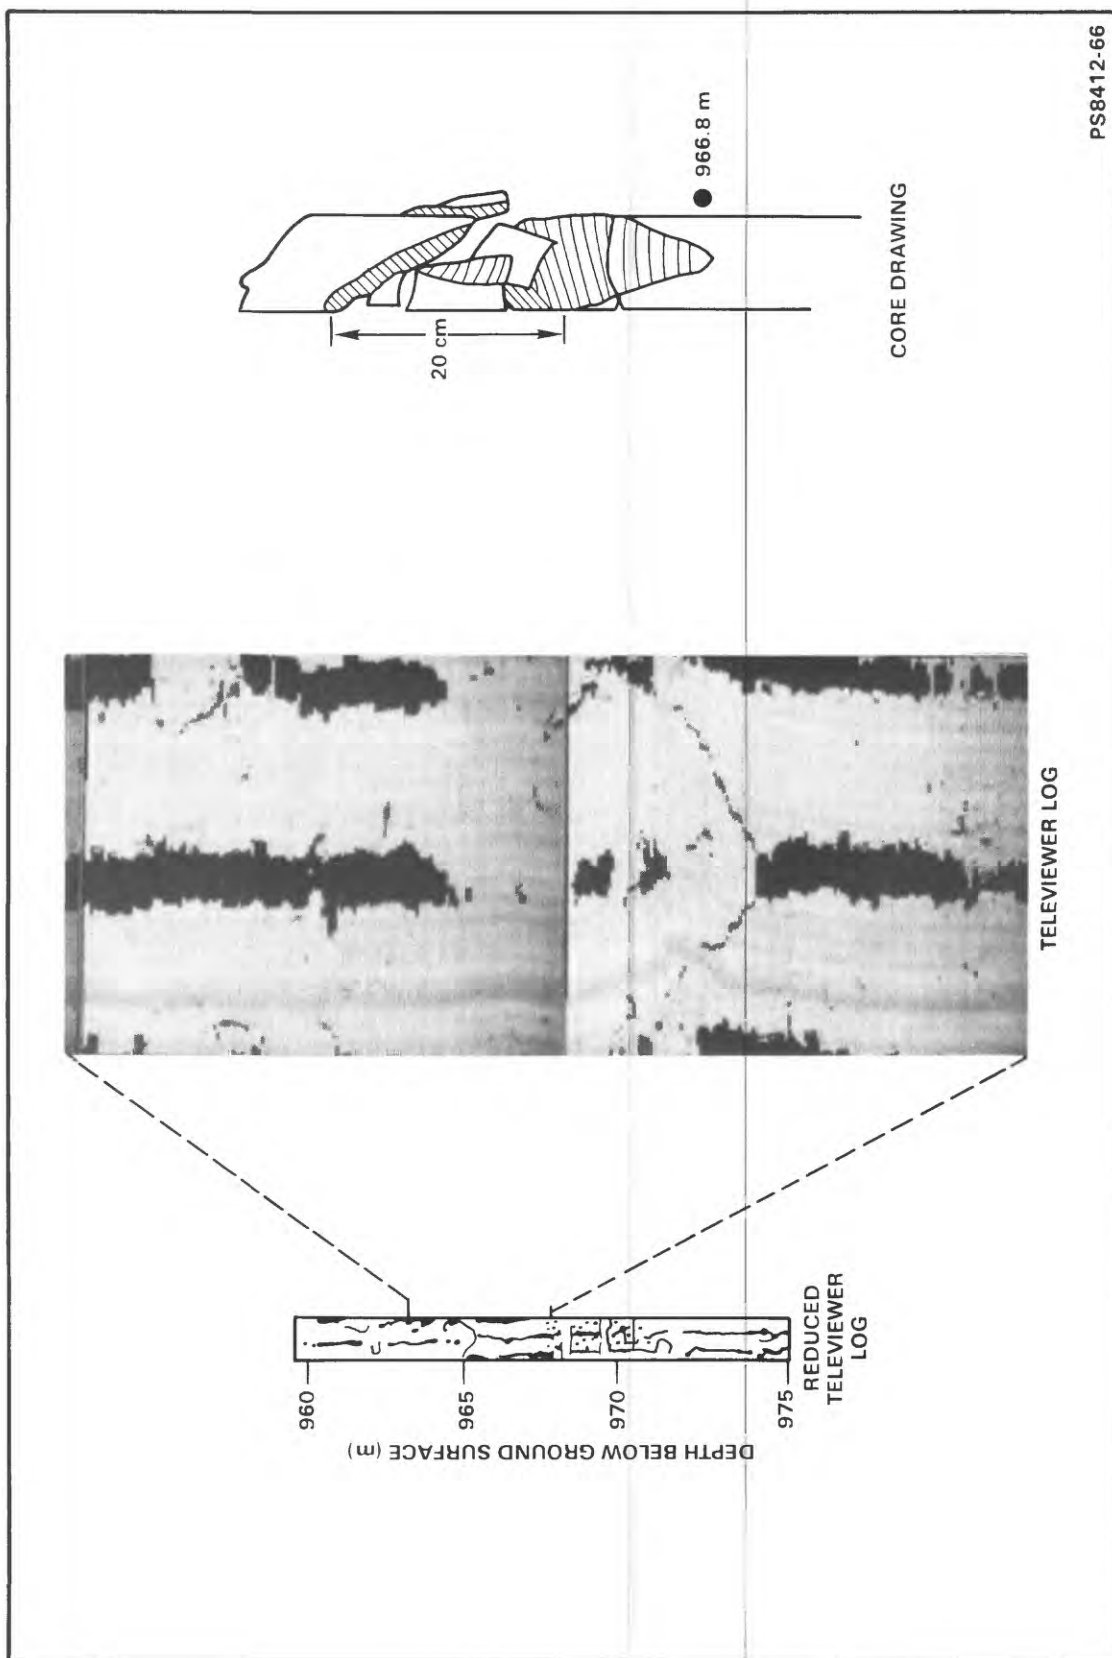 DEPTH BELOW GROUND SURFACE (m)
960
965
970
975
REDUCED
TELEVIEWER
LOG
TELEVIEWER LOG
20 cm
966.8 m
CORE DRAWING
PS8412-66